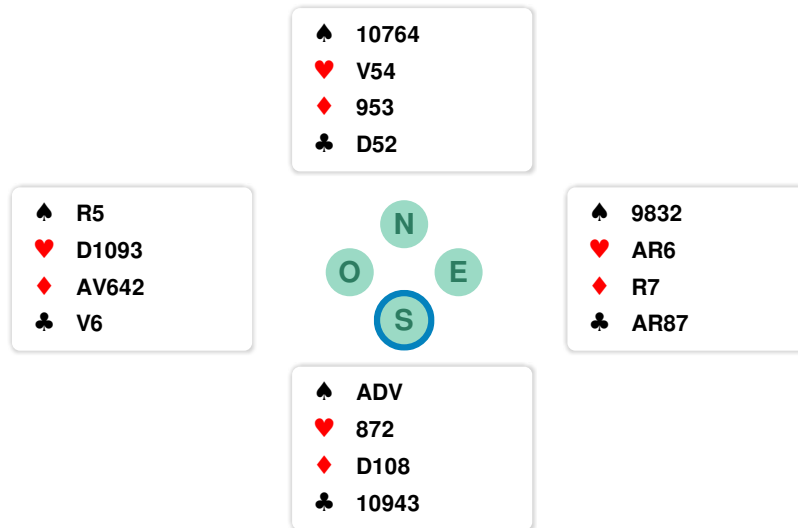 ♠ 10764
♥ V54
♦ 953
♣ D52
♠ R5
♥ D1093
♦ AV642
♣ V6
N
O E
S
♠ 9832
♥ AR6
♦ R7
♣ AR87
♠ ADV
♥ 872
♦ D108
♣ 10943